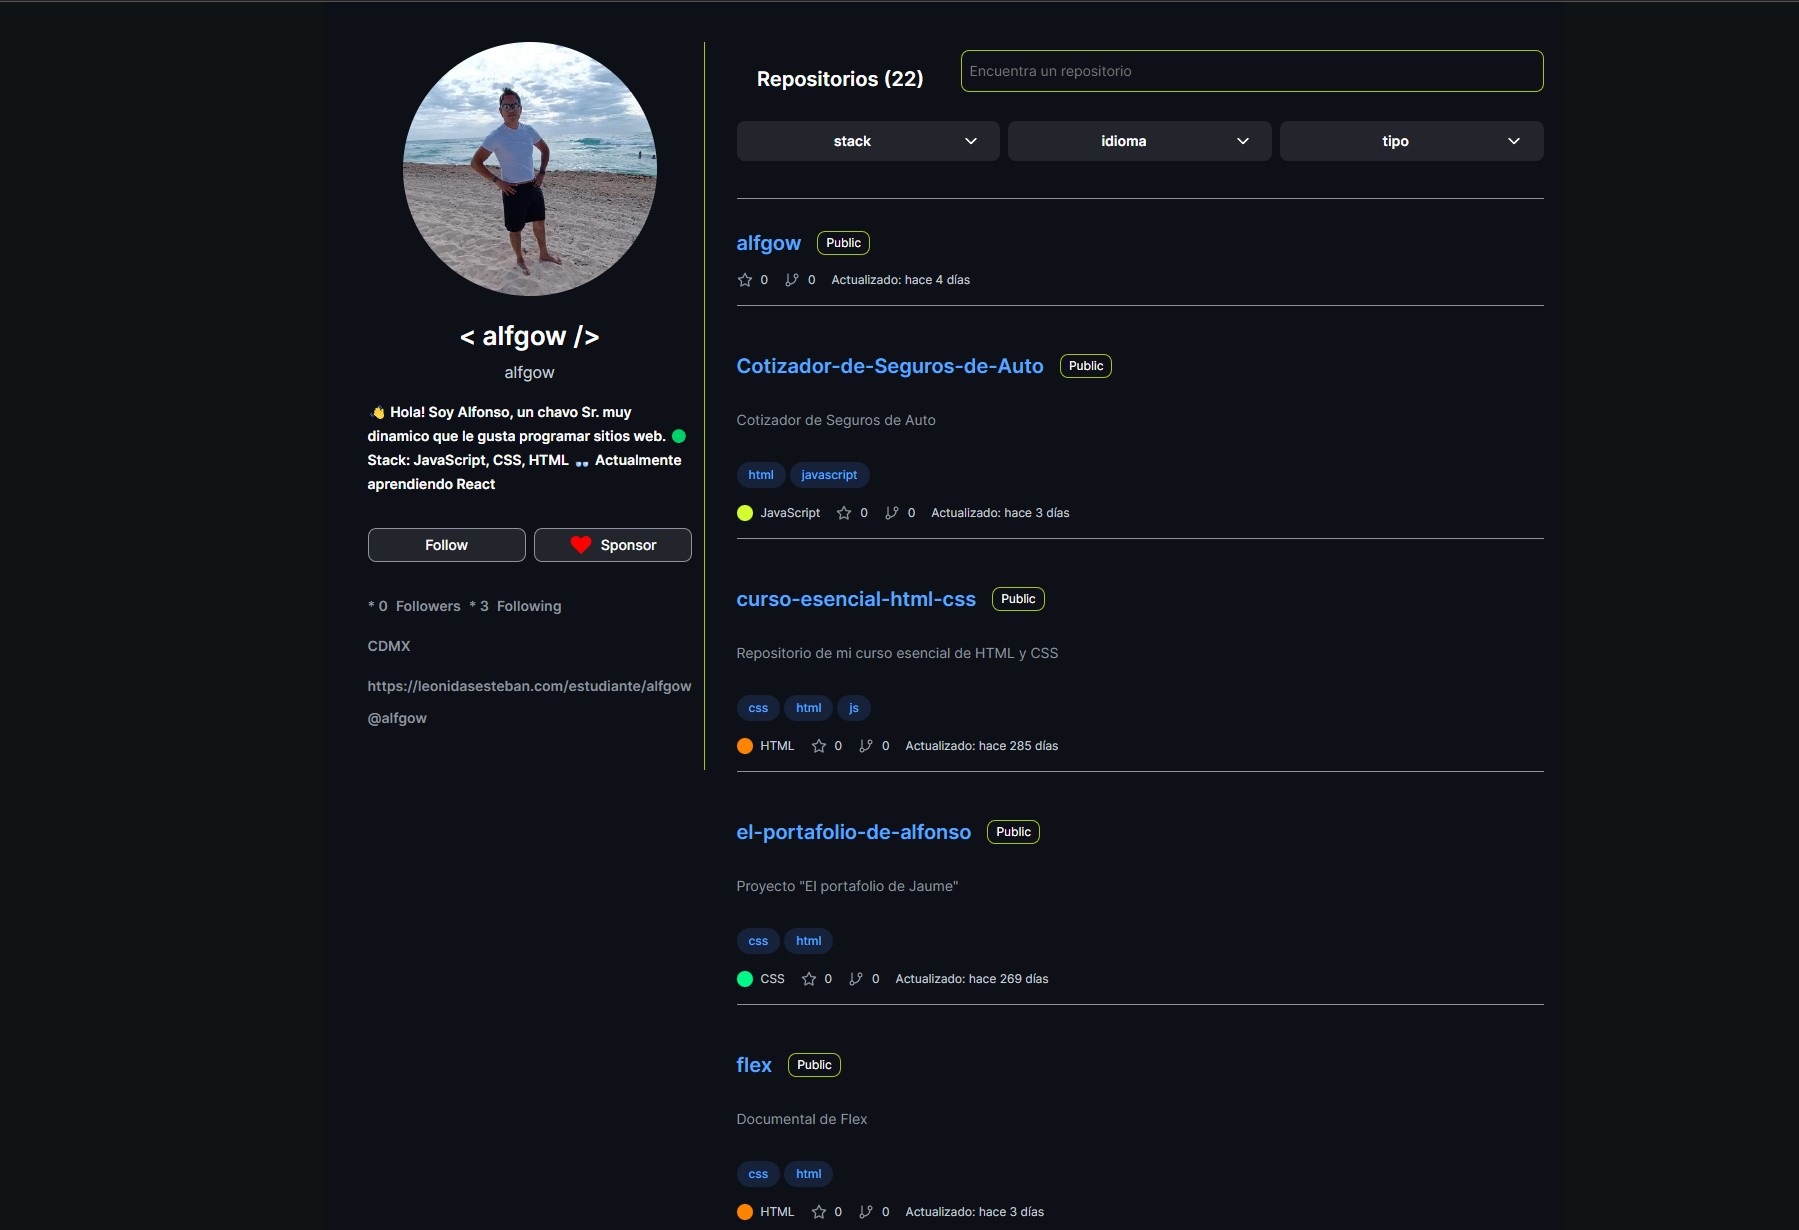 < alfgow />
alfgow
👋 Hola! Soy Alfonso, un chavo Sr. muy
dinamico que le gusta programar sitios web. 🟢
Stack: JavaScript, CSS, HTML 👓 Actualmente
aprendiendo React
Follow
Sponsor
* 0 Followers * 3 Following
CDMX
https://leonidasesteban.com/estudiante/alfgow
@alfgow
Repositorios (22)
Encuentra un repositorio
stack
idioma
tipo
alfgow Public
0 0 Actualizado: hace 4 días
Cotizador-de-Seguros-de-Auto Public
Cotizador de Seguros de Auto
html javascript
JavaScript 0 0 Actualizado: hace 3 días
curso-esencial-html-css Public
Repositorio de mi curso esencial de HTML y CSS
css html js
HTML 0 0 Actualizado: hace 285 días
el-portafolio-de-alfonso Public
Proyecto "El portafolio de Jaume"
css html
CSS 0 0 Actualizado: hace 269 días
flex Public
Documental de Flex
css html
HTML 0 0 Actualizado: hace 3 días